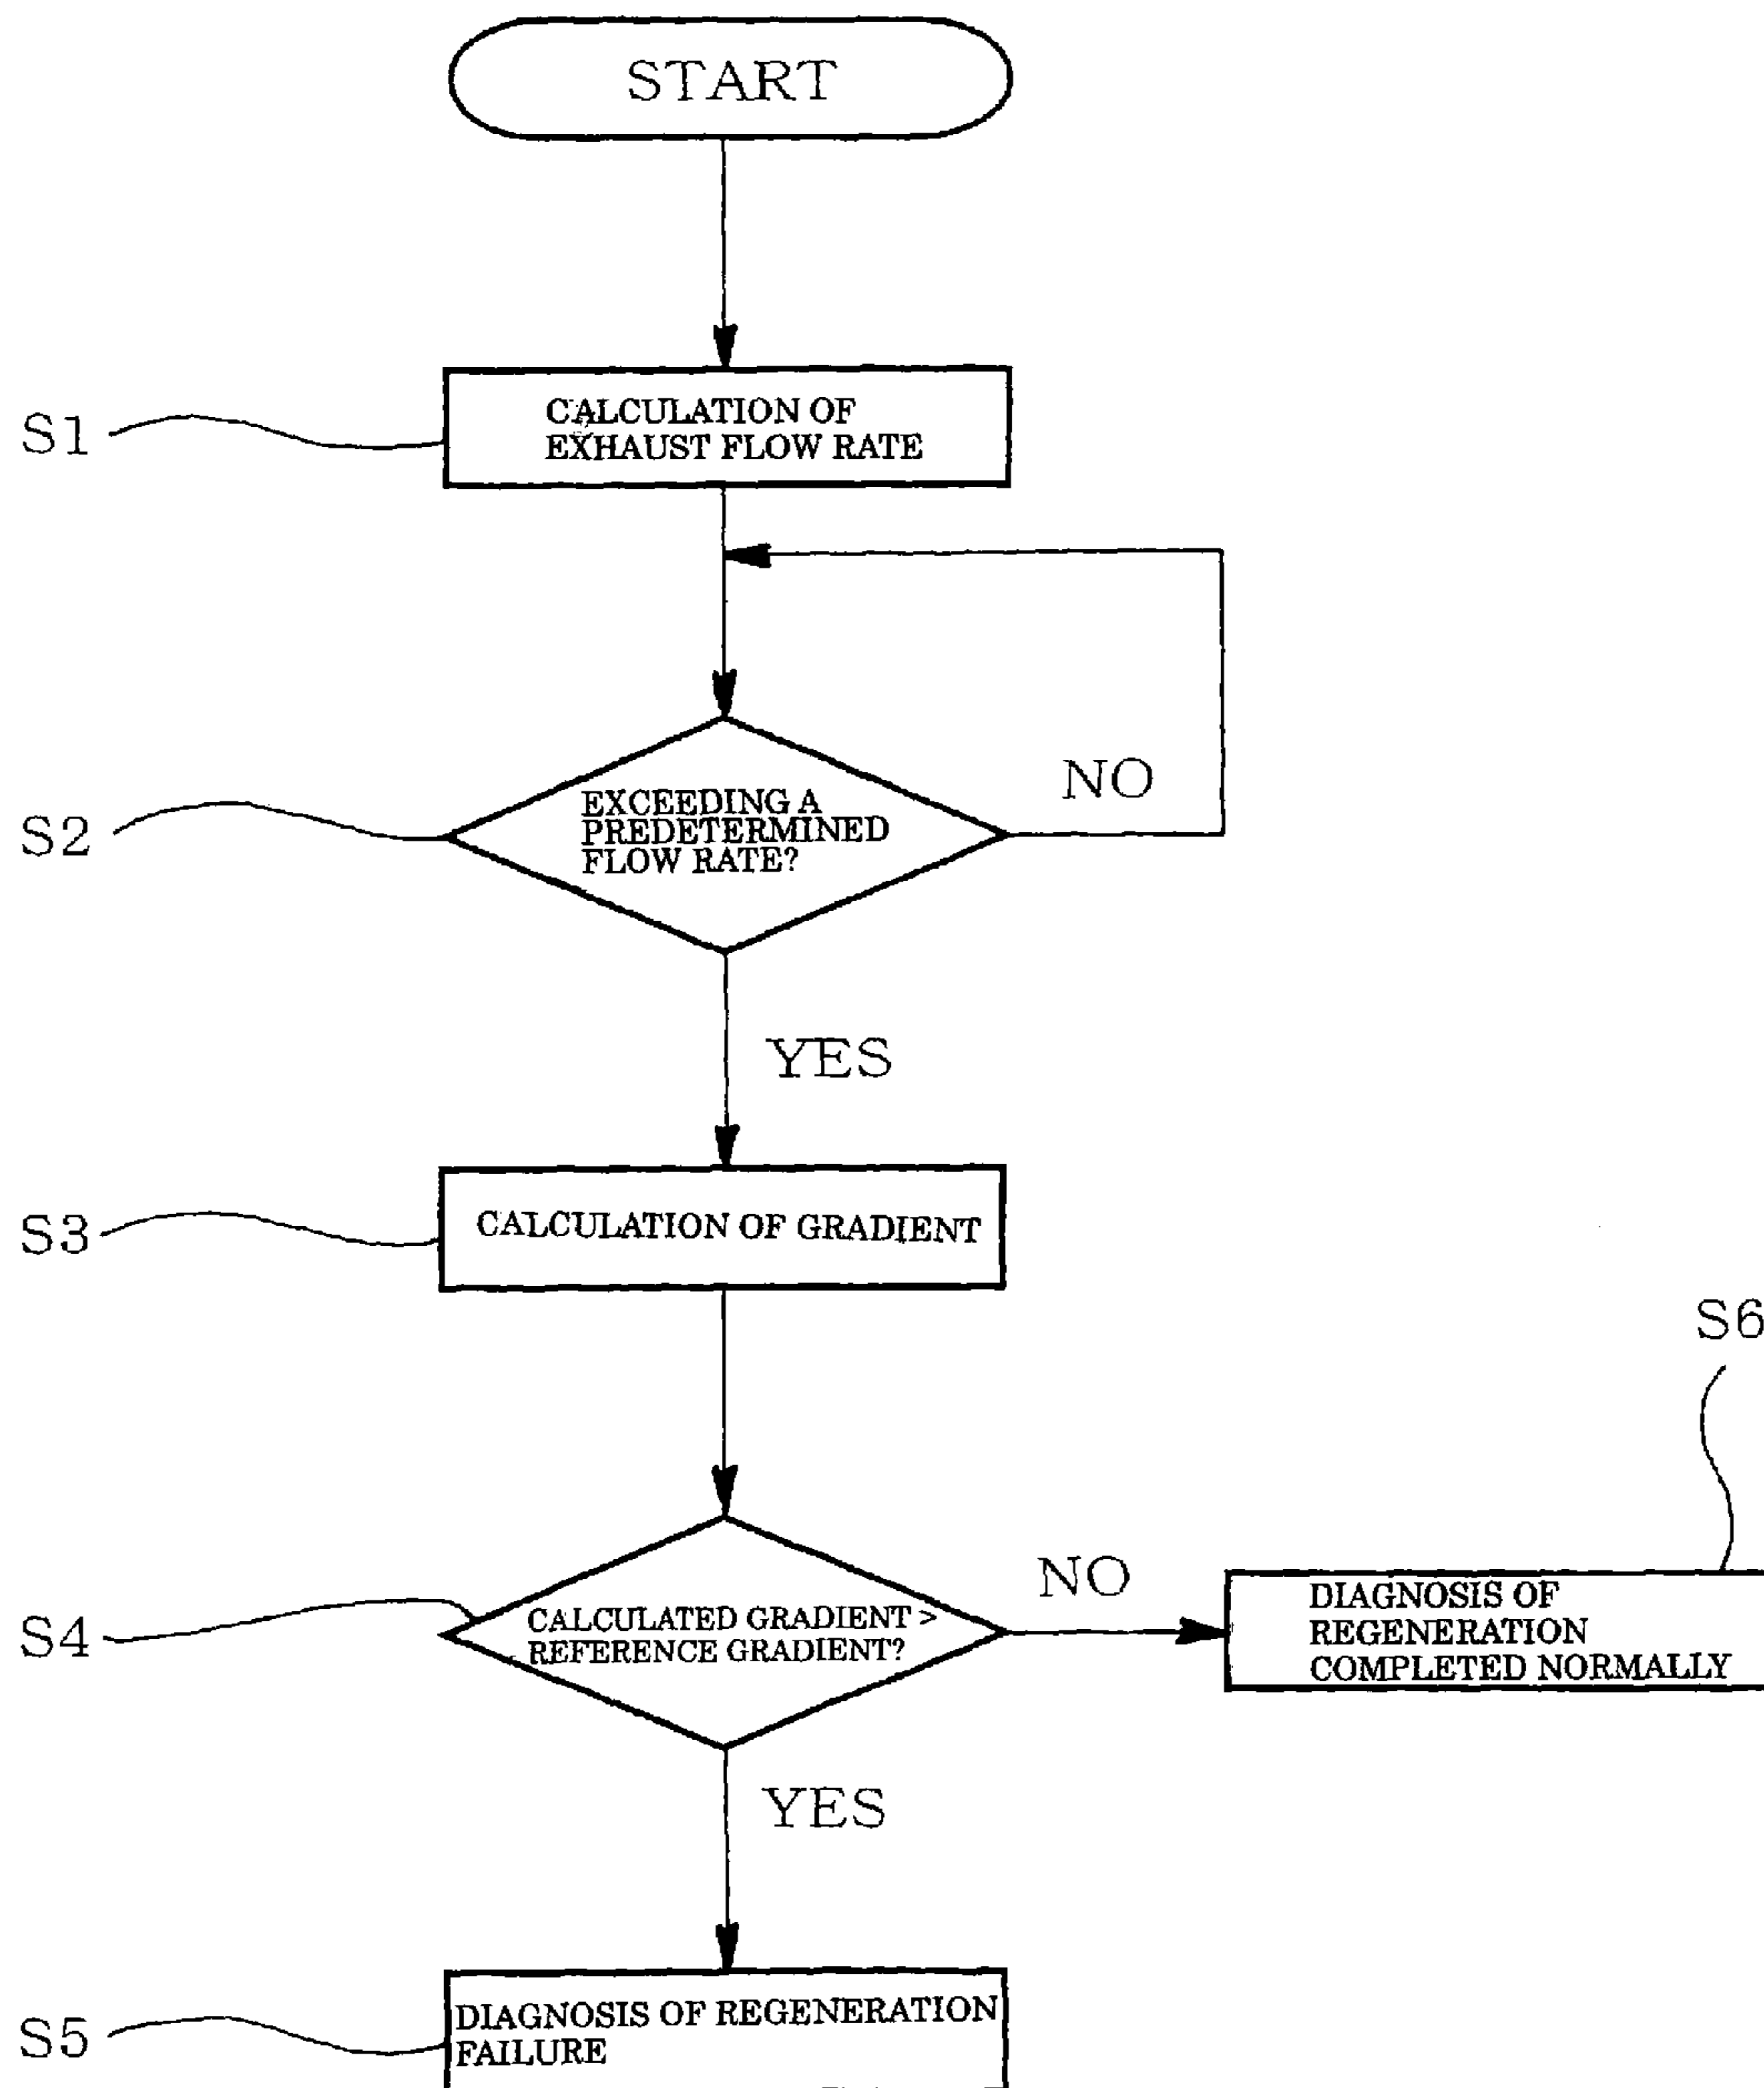 START
S1
CALCULATION OF
EXHAUST FLOW RATE
S2
EXCEEDING A
PREDETERMINED
FLOW RATE?
NO
YES
S3
CALCULATION OF GRADIENT
S4
CALCULATED GRADIENT >
REFERENCE GRADIENT?
NO
S6
DIAGNOSIS OF
REGENERATION
COMPLETED NORMALLY
YES
S5
DIAGNOSIS OF REGENERATION
FAILURE